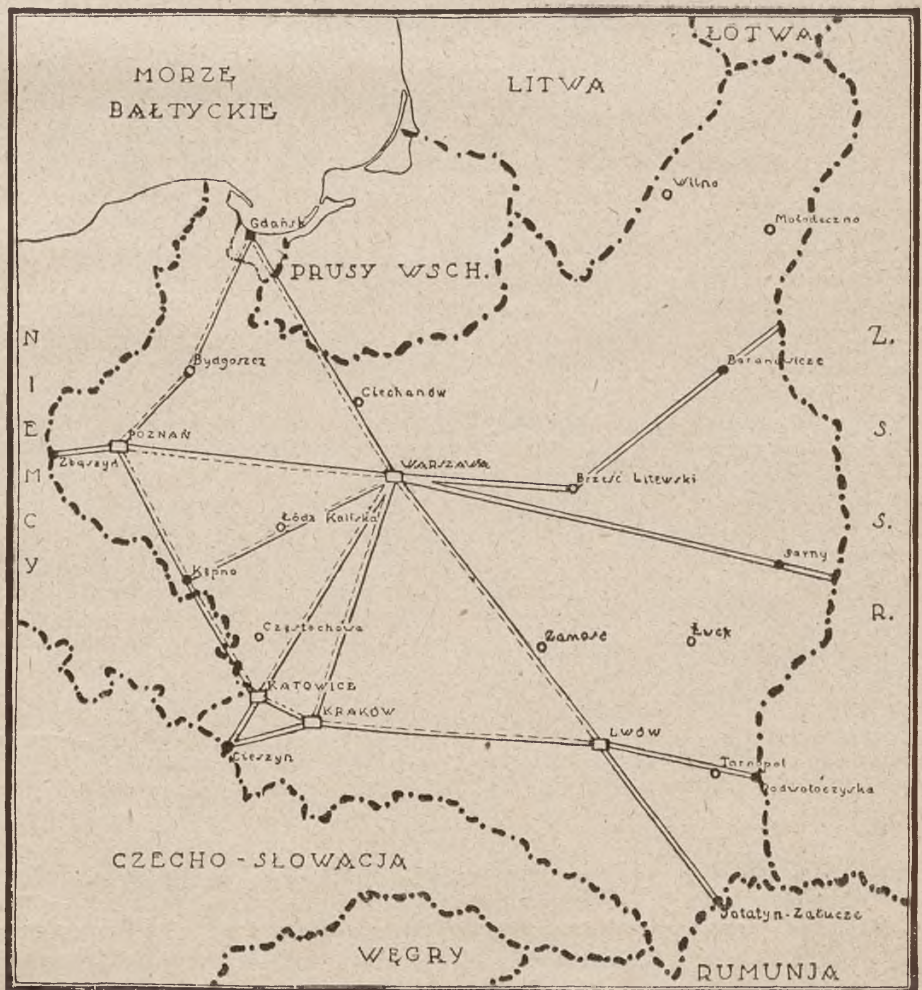 ŁOTWA
MORZE
BAŁTYCKIE
LITWA
Wilno
Mołodeczno
Gdańsk
PRUSY WSCH.
NIEMCY
Z.S.S.R.
Bydgoszcz
Baranowicze
Ciechanów
POZNAŃ
Zbąszyń
WARSZAWA
Brześć Litewski
Łódź Kaliska
Sarny
Kępno
Częstochowa
Zamość
Łuck
KATOWICE
KRAKÓW
LWÓW
Cieszyn
Tarnopol
Podwołoczyska
CZECHO-SŁOWACJA
Śniatyn-Załucze
WĘGRY
RUMUNJA